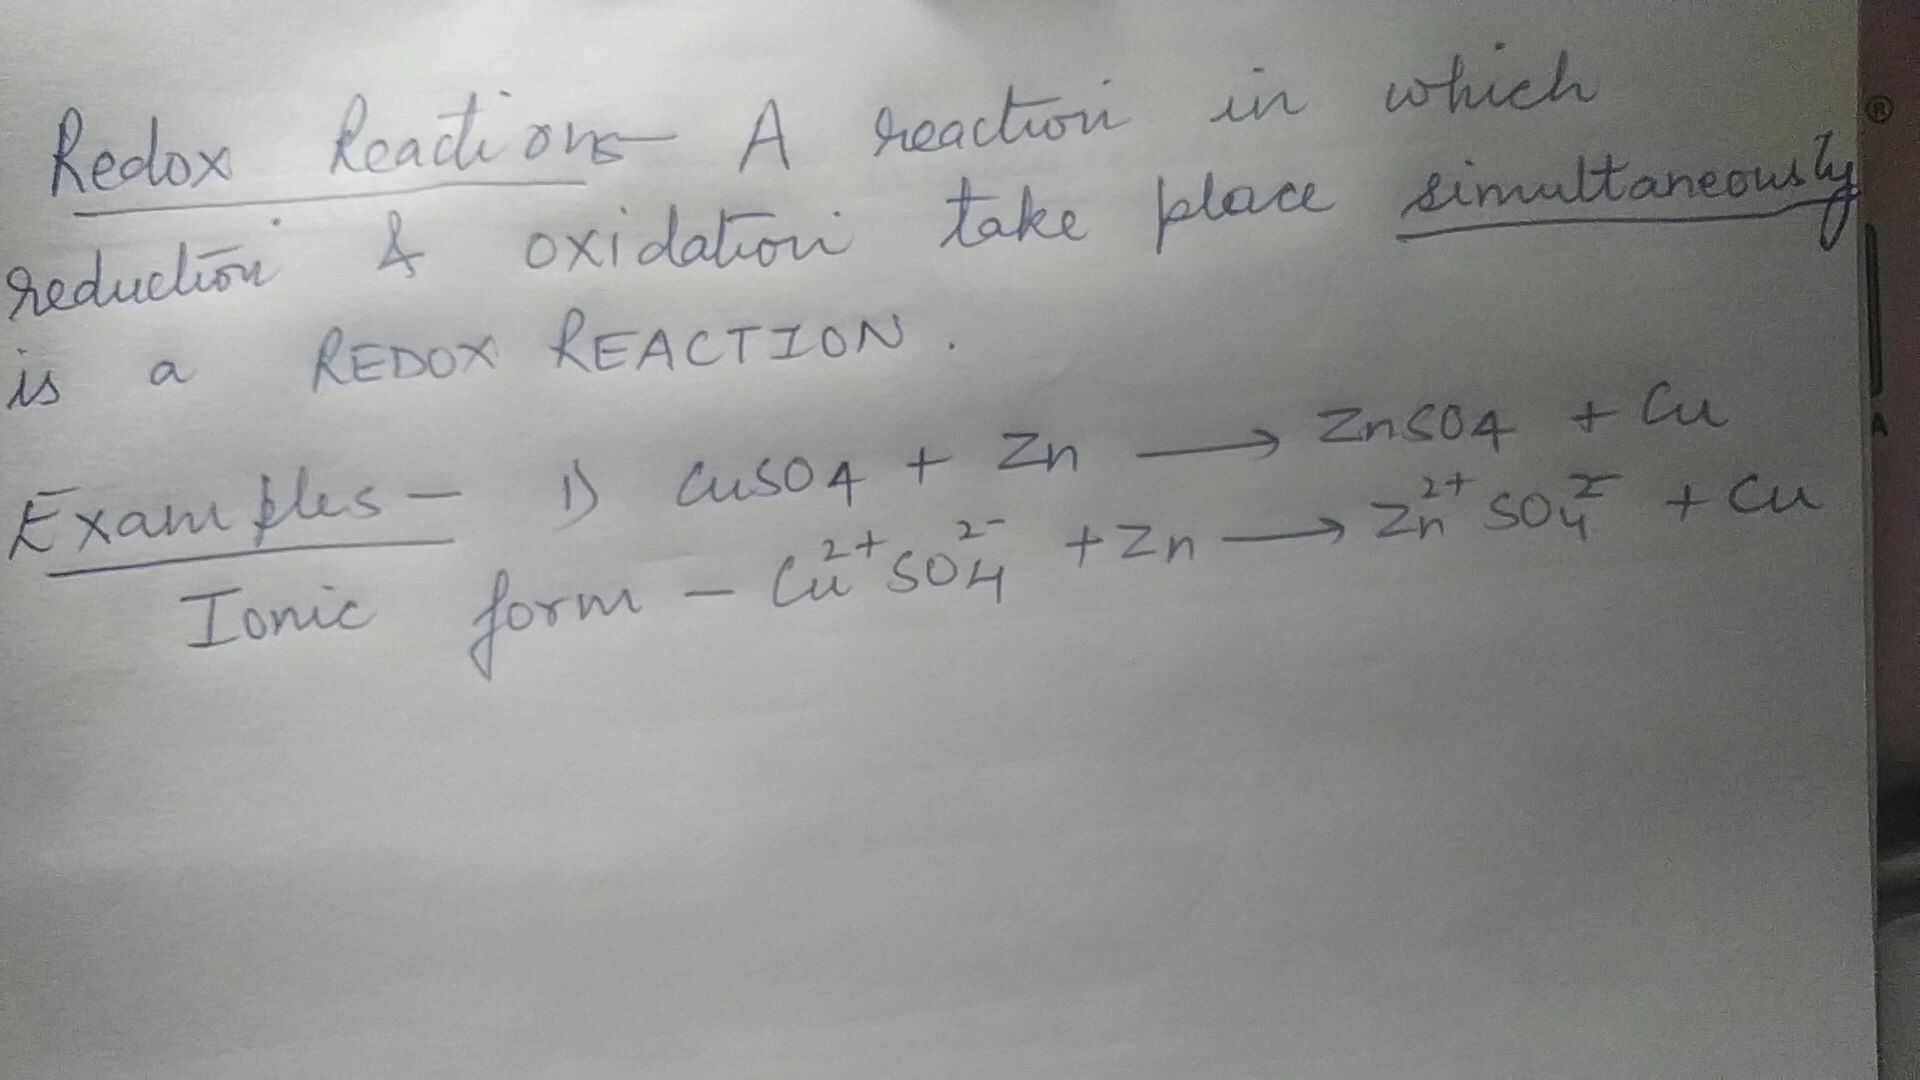 Redox Reactions— A reaction in which
reduction & oxidation take place simultaneously
is a REDOX REACTION.
Examples — 1) CuSO4 + Zn ⟶ ZnSO4 + Cu
Ionic form — Cu²⁺SO₄²⁻ + Zn ⟶ Zn²⁺SO₄²⁻ + Cu
®
A